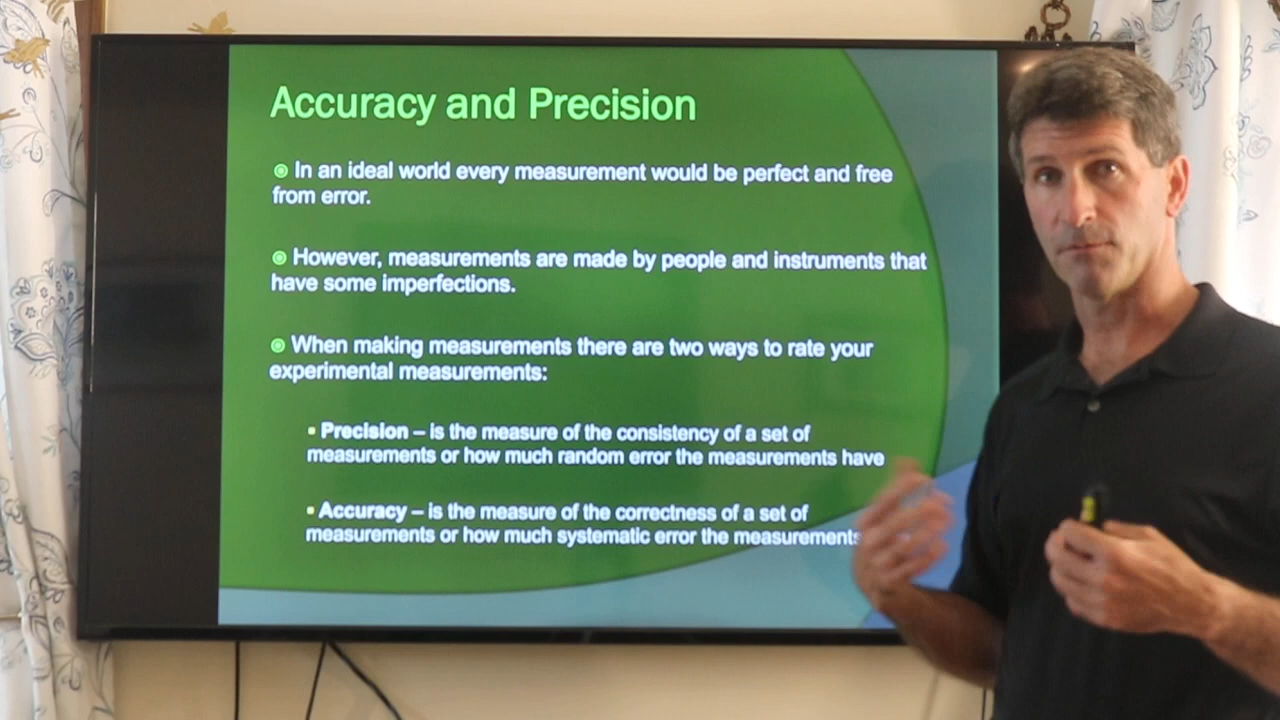 Accuracy and Precision
In an ideal world every measurement would be perfect and free
from error.
However, measurements are made by people and instruments that
have some imperfections.
When making measurements there are two ways to rate your
experimental measurements:
• Precision – is the measure of the consistency of a set of
measurements or how much random error the measurements have
• Accuracy – is the measure of the correctness of a set of
measurements or how much systematic error the measurements